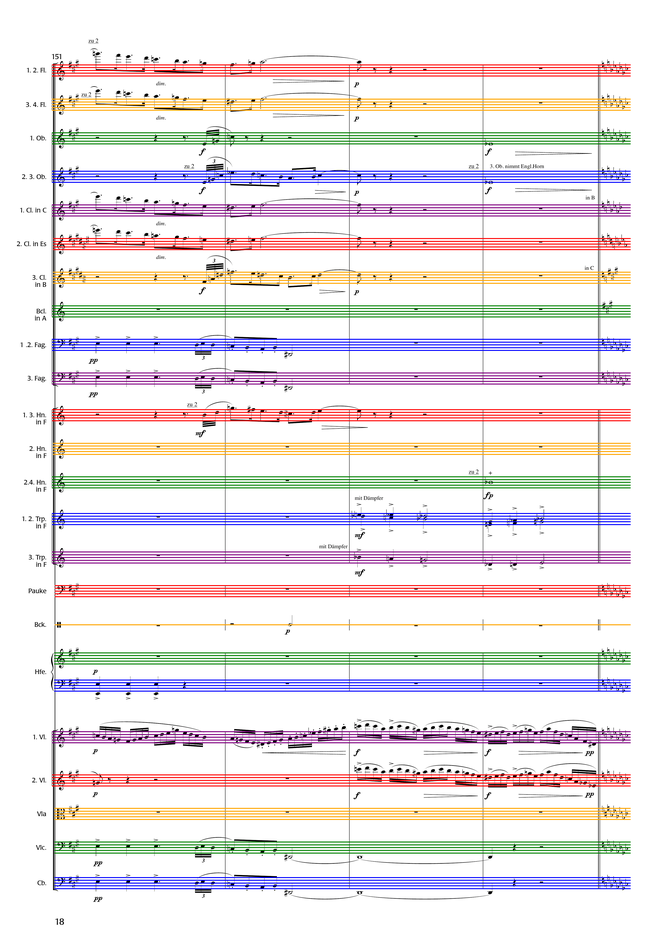 zu 2
151
1. 2. Fl.
dim.
p
zu 2
3. 4. Fl.
dim.
p
1. Ob.
3
f
f
zu 2
3
zu 2
3. Ob. nimmt Engl.Horn
2. 3. Ob.
f
p
f
in B
1. Cl. in C
dim.
2. Cl. in Es
dim.
3
in C
3. Cl.
in B
f
p
Bcl.
in A
1 .2. Fag.
pp
3
3. Fag.
pp
3
zu 2
1. 3. Hn.
in F
mf
2. Hn.
in F
zu 2
2.4. Hn.
in F
fp
mit Dämpfer
1. 2. Trp.
in F
mf
mit Dämpfer
3. Trp.
in F
mf
Pauke
Bck.
p
Hfe.
p
1. Vl.
p
f
f
pp
2. Vl.
p
f
f
pp
Vla
Vlc.
pp
3
Cb.
pp
3
18